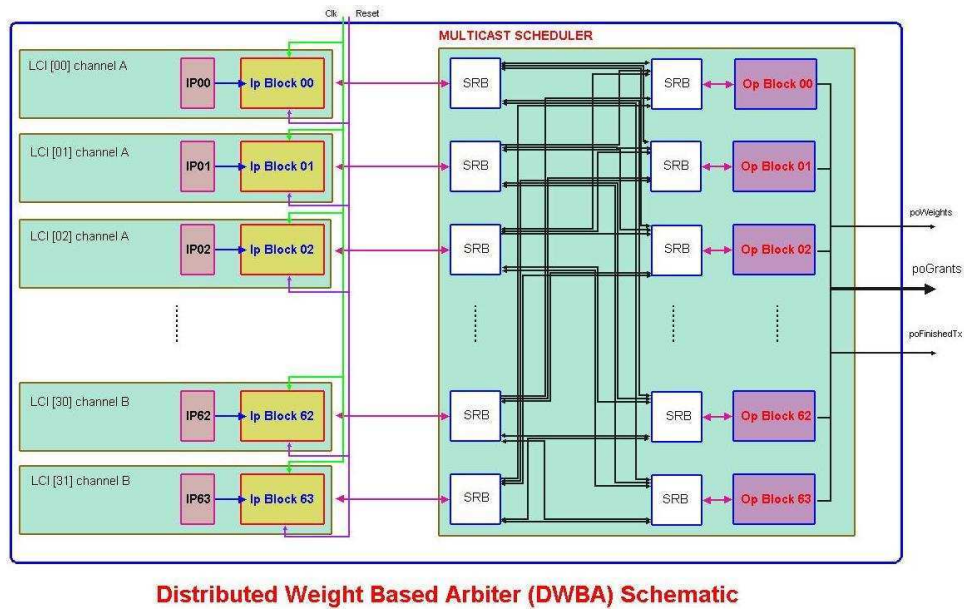 Clk Reset
MULTICAST SCHEDULER
LCI [00] channel A
IP00
Ip Block 00
SRB
SRB
Op Block 00
LCI [01] channel A
IP01
Ip Block 01
SRB
SRB
Op Block 01
LCI [02] channel A
IP02
Ip Block 02
SRB
SRB
Op Block 02
poWeights
poGrants
poFinishedTx
LCI [30] channel B
IP62
Ip Block 62
SRB
SRB
Op Block 62
LCI [31] channel B
IP63
Ip Block 63
SRB
SRB
Op Block 63
Distributed Weight Based Arbiter (DWBA) Schematic